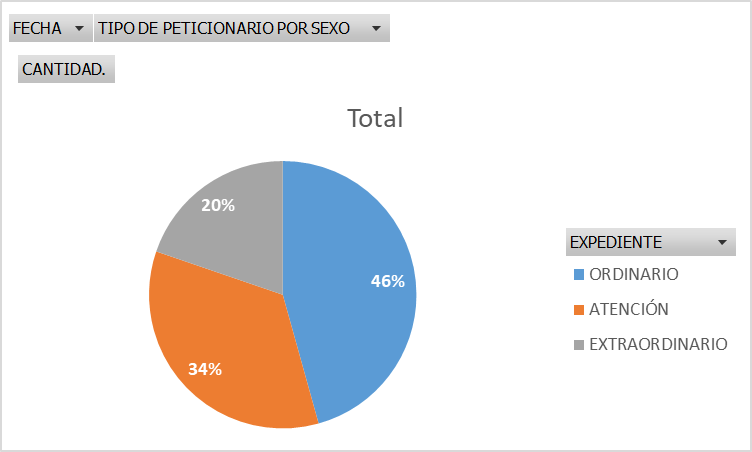 FECHA
TIPO DE PETICIONARIO POR SEXO
CANTIDAD.
Total
20%
46%
34%
EXPEDIENTE
ORDINARIO
ATENCIÓN
EXTRAORDINARIO